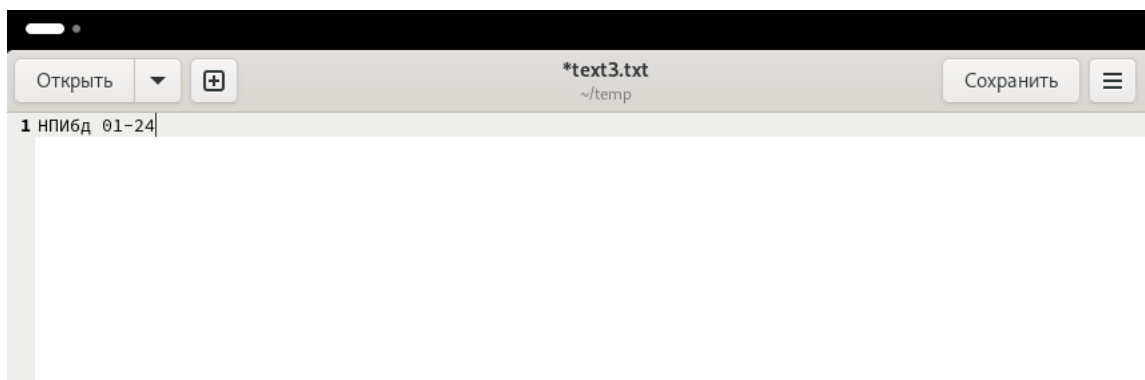 Открыть
*text3.txt
~/temp
Сохранить
1 НПИбд 01-24